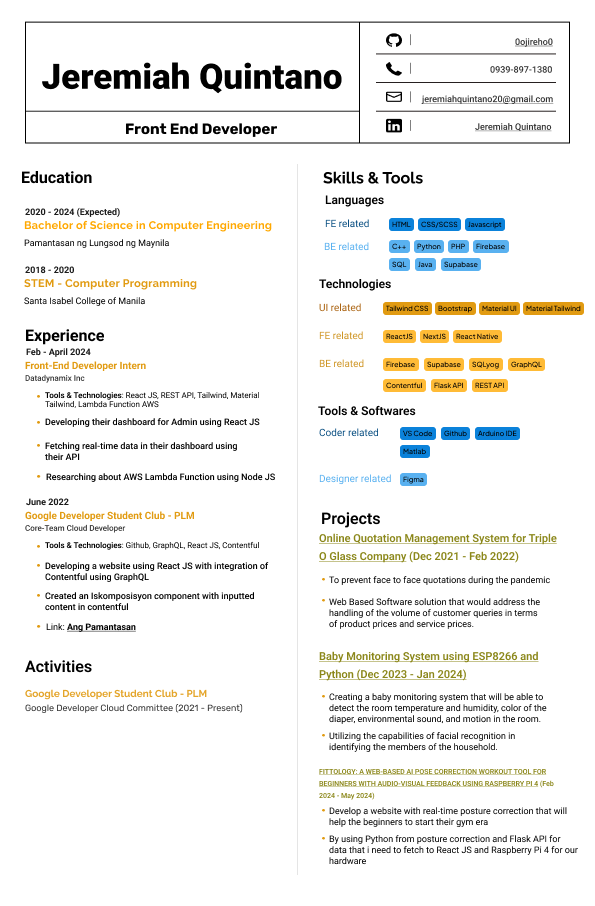 Jeremiah Quintano
Front End Developer
0ojireho0
0939-897-1380
jeremiahquintano20@gmail.com
Jeremiah Quintano
Education
2020 - 2024 (Expected)
Bachelor of Science in Computer Engineering
Pamantasan ng Lungsod ng Maynila
2018 - 2020
STEM - Computer Programming
Santa Isabel College of Manila
Experience
Feb - April 2024
Front-End Developer Intern
Datadynamix Inc
• Tools & Technologies: React JS, REST API, Tailwind, Material
Tailwind, Lambda Function AWS
• Developing their dashboard for Admin using React JS
• Fetching real-time data in their dashboard using
their API
• Researching about AWS Lambda Function using Node JS
June 2022
Google Developer Student Club - PLM
Core-Team Cloud Developer
• Tools & Technologies: Github, GraphQL, React JS, Contentful
• Developing a website using React JS with integration of
Contentful using GraphQL
• Created an Iskomposisyon component with inputted
content in contentful
• Link: Ang Pamantasan
Activities
Google Developer Student Club - PLM
Google Developer Cloud Committee (2021 - Present)
Skills & Tools
Languages
FE related HTML CSS/SCSS Javascript
BE related C++ Python PHP Firebase
SQL Java Supabase
Technologies
UI related Tailwind CSS Bootstrap Material UI Material Tailwind
FE related ReactJS NextJS React Native
BE related Firebase Supabase SQLyog GraphQL
Contentful Flask API REST API
Tools & Softwares
Coder related VS Code Github Arduino IDE
Matlab
Designer related Figma
Projects
Online Quotation Management System for Triple
O Glass Company (Dec 2021 - Feb 2022)
• To prevent face to face quotations during the pandemic
• Web Based Software solution that would address the
handling of the volume of customer queries in terms
of product prices and service prices.
Baby Monitoring System using ESP8266 and
Python (Dec 2023 - Jan 2024)
• Creating a baby monitoring system that will be able to
detect the room temperature and humidity, color of the
diaper, environmental sound, and motion in the room.
• Utilizing the capabilities of facial recognition in
identifying the members of the household.
FITTOLOGY: A WEB-BASED AI POSE CORRECTION WORKOUT TOOL FOR
BEGINNERS WITH AUDIO-VISUAL FEEDBACK USING RASPBERRY PI 4 (Feb
2024 - May 2024)
• Develop a website with real-time posture correction that will
help the beginners to start their gym era
• By using Python from posture correction and Flask API for
data that i need to fetch to React JS and Raspberry Pi 4 for our
hardware